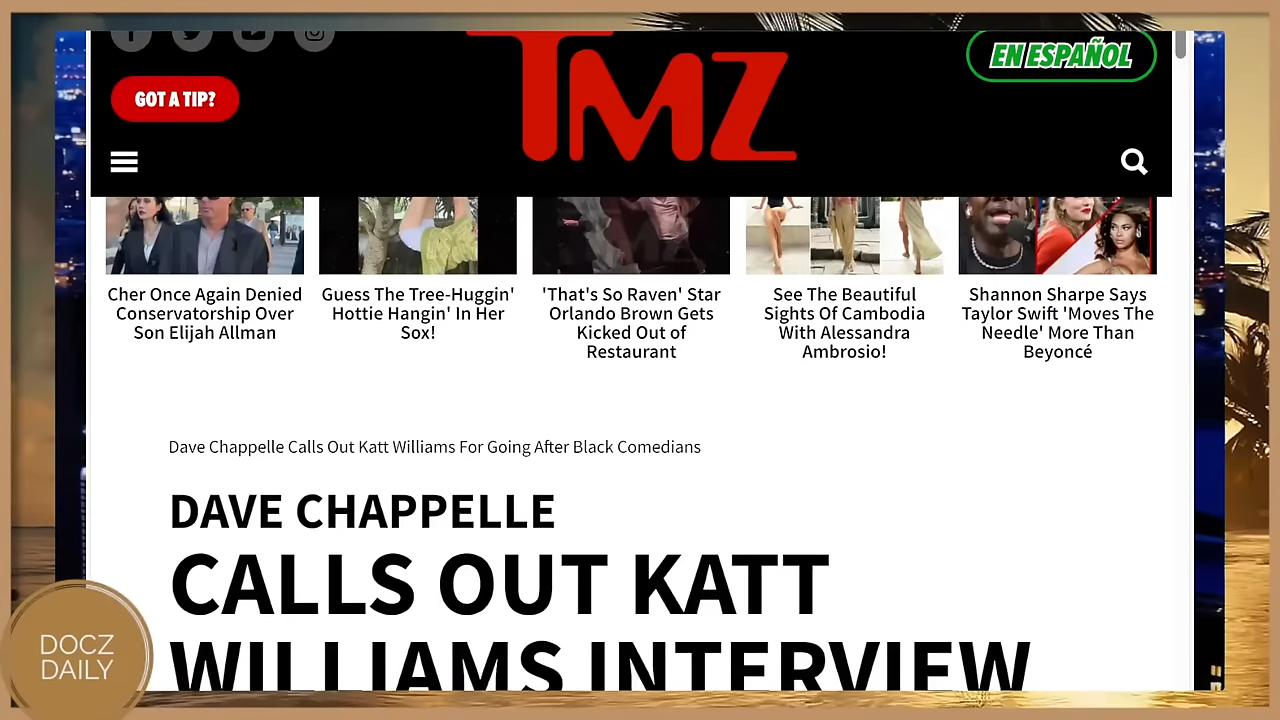 TMZ
EN ESPAÑOL
GOT A TIP?
Cher Once Again Denied
Conservatorship Over
Son Elijah Allman
Guess The Tree-Huggin'
Hottie Hangin' In Her
Sox!
'That's So Raven' Star
Orlando Brown Gets
Kicked Out of
Restaurant
See The Beautiful
Sights Of Cambodia
With Alessandra
Ambrosio!
Shannon Sharpe Says
Taylor Swift 'Moves The
Needle' More Than
Beyoncé
Dave Chappelle Calls Out Katt Williams For Going After Black Comedians
DAVE CHAPPELLE
CALLS OUT KATT
WILLIAMS INTERVIEW
DOCZ
DAILY